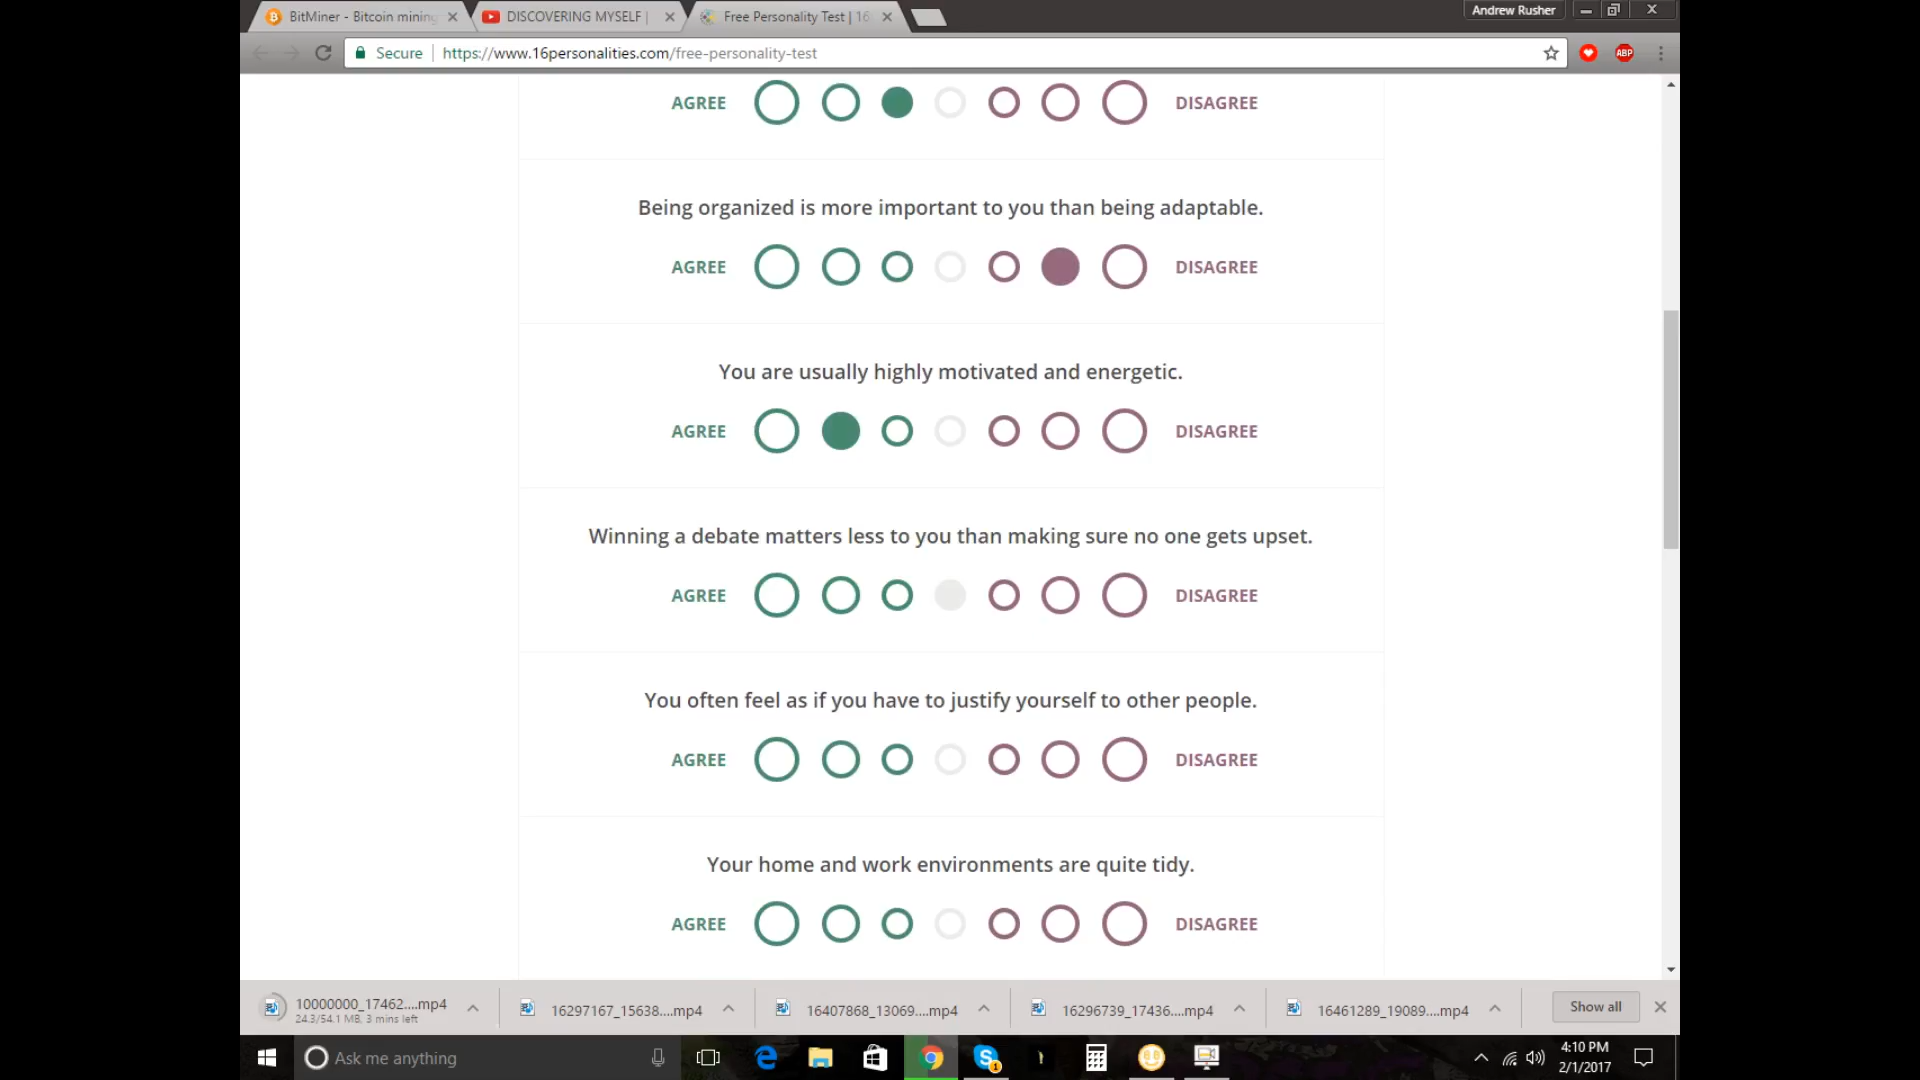 BitMiner - Bitcoin mining
DISCOVERING MYSELF |
Free Personality Test | 16
Andrew Rusher
Secure
https://www.16personalities.com/free-personality-test
ABP
AGREE DISAGREE
Being organized is more important to you than being adaptable.
AGREE DISAGREE
You are usually highly motivated and energetic.
AGREE DISAGREE
Winning a debate matters less to you than making sure no one gets upset.
AGREE DISAGREE
You often feel as if you have to justify yourself to other people.
AGREE DISAGREE
Your home and work environments are quite tidy.
AGREE DISAGREE
10000000_17462....mp4
24.3/54.1 MB, 3 mins left
16297167_15638....mp4
16407868_13069....mp4
16296739_17436....mp4
16461289_19089....mp4
Show all
Ask me anything
S
1
4:10 PM
2/1/2017